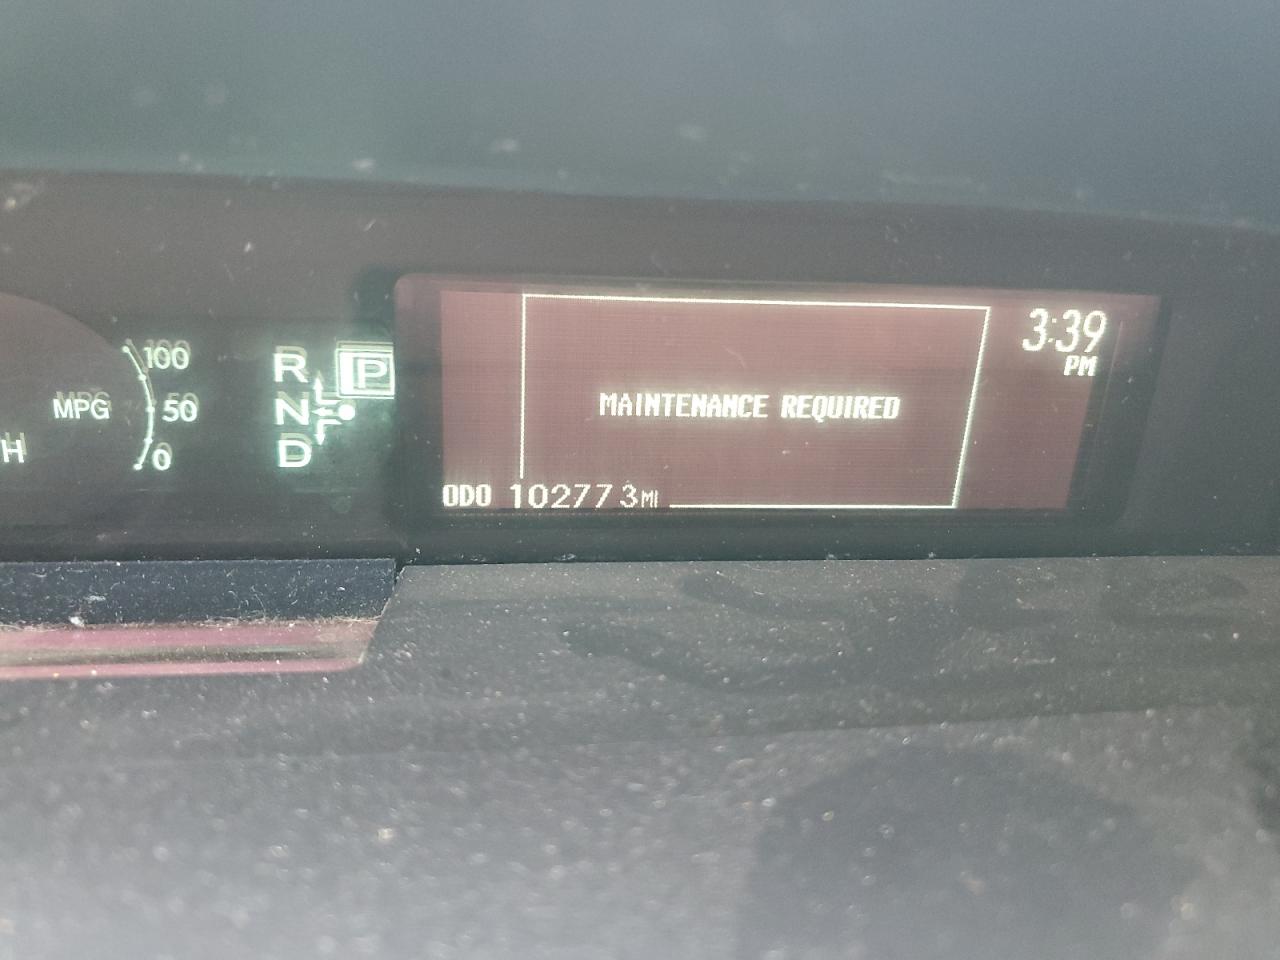 100
MPG 50
0
H
R P
N
D
3:39
PM
MAINTENANCE REQUIRED
ODO 102773MI